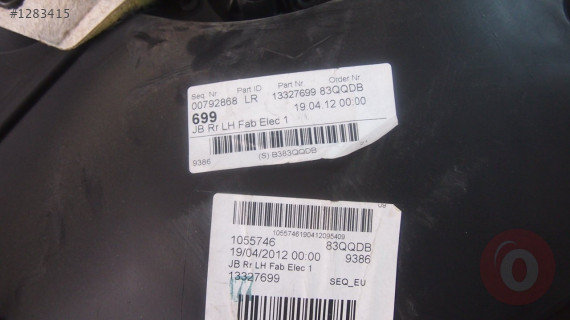 #1283415
Seq. Nr Part ID Part Nr Order Nr
00792868 LR 13327699 83QQDB
699 19 04 12 00:00
JB Rr LH Fab Elec 1
9386 (S) B383QQDB
1055746190412095409
1055746 83QQDB
19/04/2012 00:00 9386
JB Rr LH Fab Elec 1
13327699 SEQ_EU